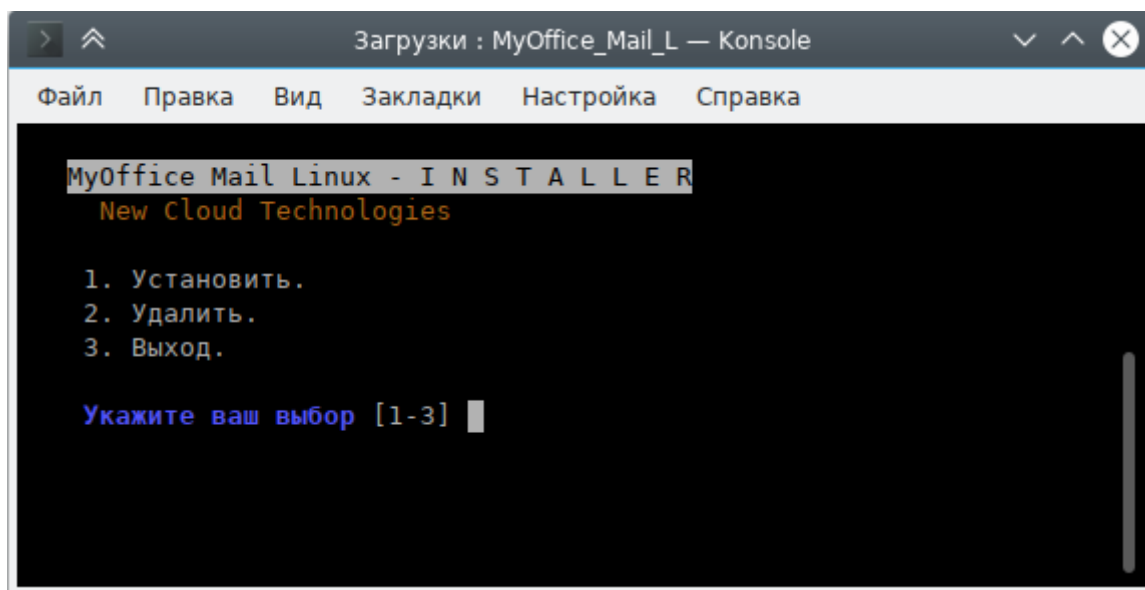 Загрузки : MyOffice_Mail_L — Konsole
Файл Правка Вид Закладки Настройка Справка
MyOffice Mail Linux - I N S T A L L E R
New Cloud Technologies
1. Установить.
2. Удалить.
3. Выход.
Укажите ваш выбор [1-3]